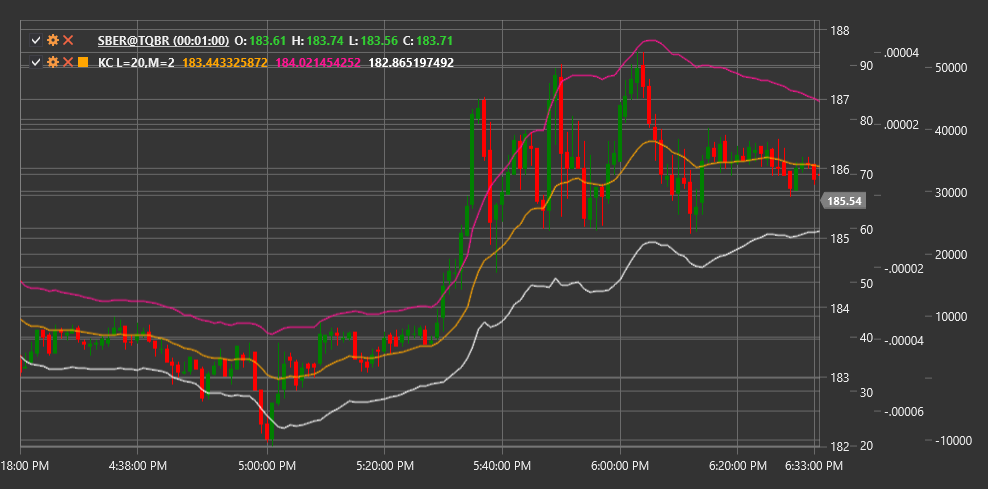 SBER@TQBR (00:01:00) O: 183.61 H: 183.74 L: 183.56 C: 183.71
KC L=20,M=2 183.443325872 184.021454252 182.865197492
188
.00004
90
50000
187
80
.00002
40000
186
70
30000
185.54
60
185
20000
-.00002
50
184
10000
40
-.00004
183
30
-.00006
-10000
182
20
18:00 PM
4:38:00 PM
5:00:00 PM
5:20:00 PM
5:40:00 PM
6:00:00 PM
6:20:00 PM
6:33:00 PM